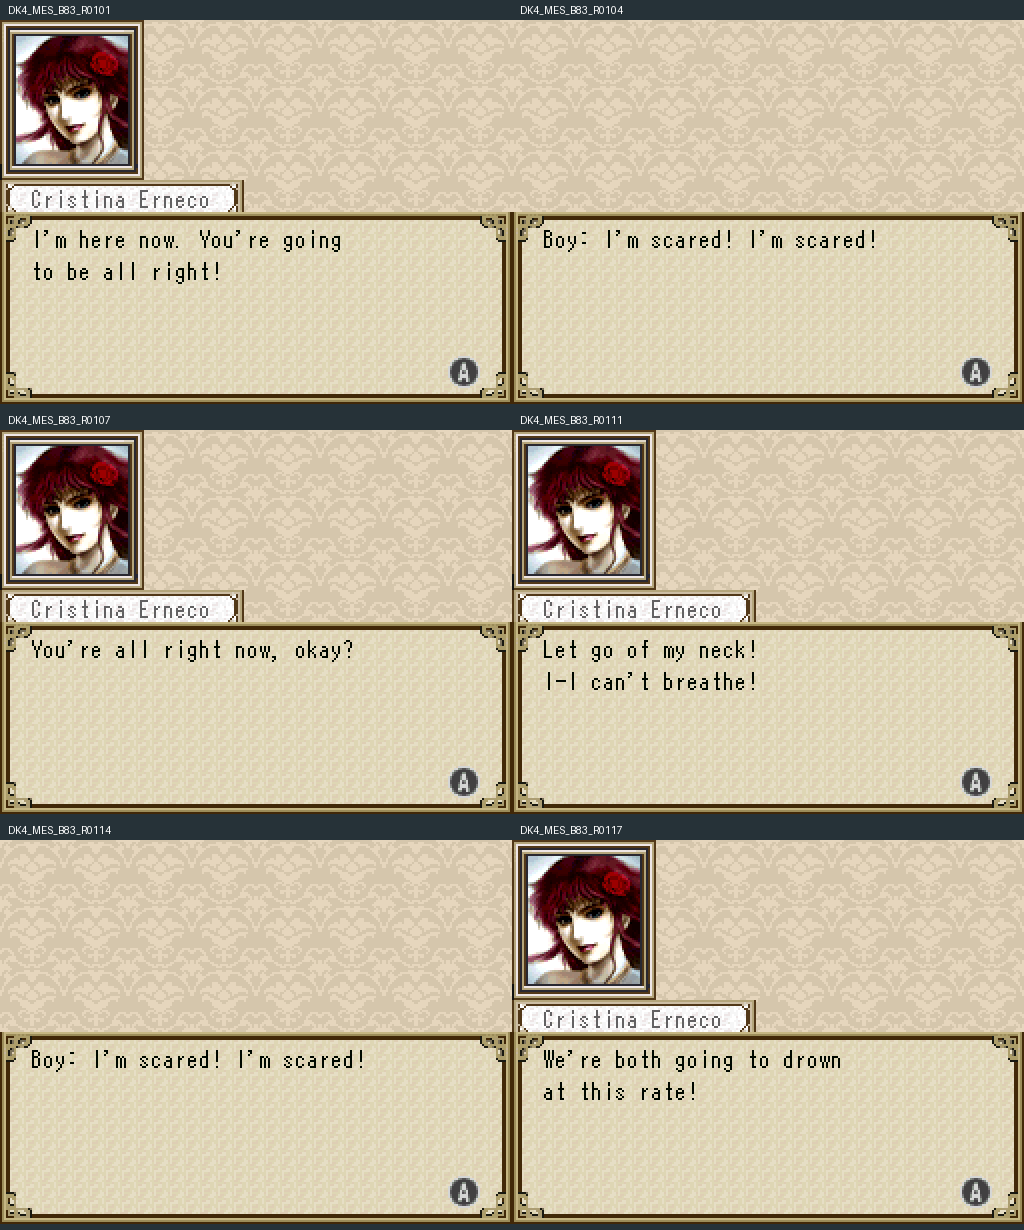 DK4_MES_B83_R0101
Cristina Erneco
I'm here now. You're going
to be all right!
A
DK4_MES_B83_R0104
Boy: I'm scared! I'm scared!
A
DK4_MES_B83_R0107
Cristina Erneco
You're all right now, okay?
A
DK4_MES_B83_R0111
Cristina Erneco
Let go of my neck!
I-I can't breathe!
A
DK4_MES_B83_R0114
Boy: I'm scared! I'm scared!
A
DK4_MES_B83_R0117
Cristina Erneco
We're both going to drown
at this rate!
A